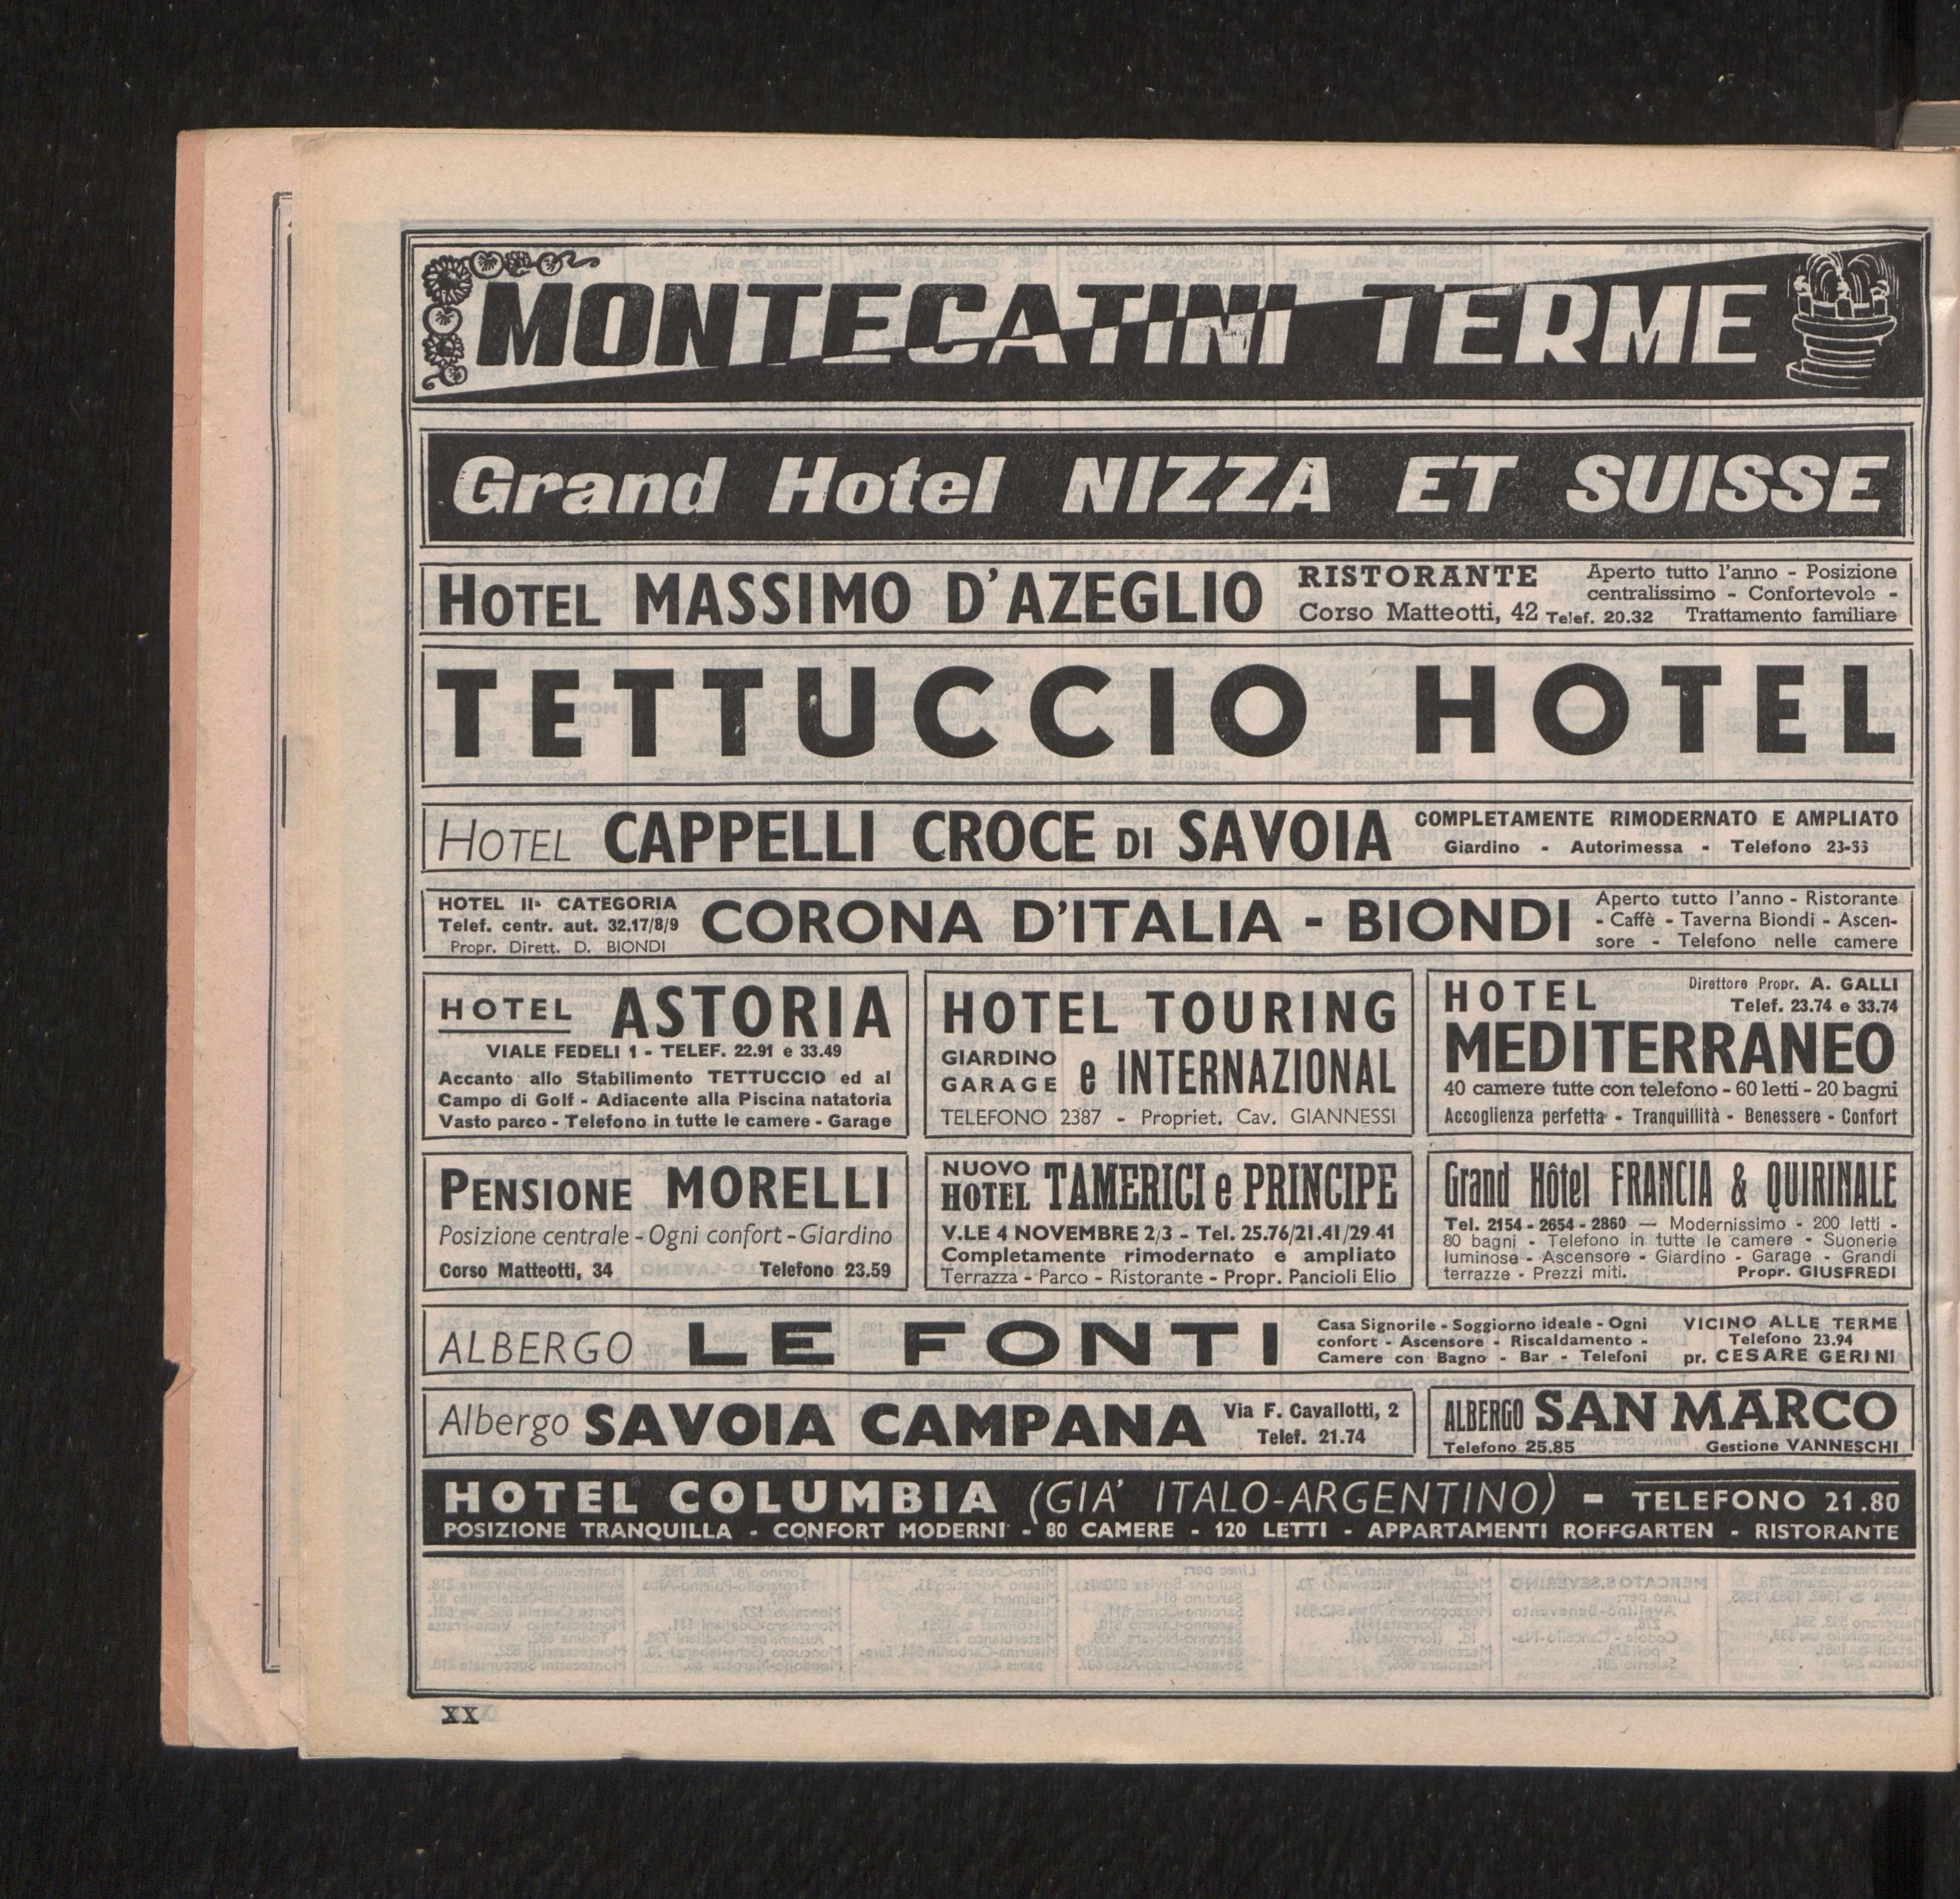 MONTECATINI TERME
Grand Hotel NIZZA ET SUISSE
HOTEL MASSIMO D'AZEGLIO
RISTORANTE
Corso Matteotti, 42 Telef. 20.32
Aperto tutto l'anno - Posizione
centralissimo - Confortevole -
Trattamento familiare
TETTUCCIO HOTEL
HOTEL CAPPELLI CROCE DI SAVOIA
COMPLETAMENTE RIMODERNATO E AMPLIATO
Giardino - Autorimessa - Telefono 23-33
HOTEL IIa CATEGORIA
Telef. centr. aut. 32.17/8/9
Propr. Dirett. D. BIONDI
CORONA D'ITALIA - BIONDI
Aperto tutto l'anno - Ristorante
- Caffè - Taverna Biondi - Ascen-
sore - Telefono nelle camere
HOTEL ASTORIA
VIALE FEDELI 1 - TELEF. 22.91 e 33.49
Accanto allo Stabilimento TETTUCCIO ed al
Campo di Golf - Adiacente alla Piscina natatoria
Vasto parco - Telefono in tutte le camere - Garage
HOTEL TOURING
GIARDINO
GARAGE
e INTERNAZIONAL
TELEFONO 2387 - Propriet. Cav. GIANNESSI
HOTEL
Direttore Propr. A. GALLI
Telef. 23.74 e 33.74
MEDITERRANEO
40 camere tutte con telefono - 60 letti - 20 bagni
Accoglienza perfetta - Tranquillità - Benessere - Confort
PENSIONE MORELLI
Posizione centrale - Ogni confort - Giardino
Corso Matteotti, 34 Telefono 23.59
NUOVO
HOTEL
TAMERICI e PRINCIPE
V.LE 4 NOVEMBRE 2/3 - Tel. 25.76/21.41/29 41
Completamente rimodernato e ampliato
Terrazza - Parco - Ristorante - Propr. Pancioli Elio
Grand Hôtel FRANCIA & QUIRINALE
Tel. 2154 - 2654 - 2860 — Modernissimo - 200 letti -
80 bagni - Telefono in tutte le camere - Suonerie
luminose - Ascensore - Giardino - Garage - Grandi
terrazze - Prezzi miti. Propr. GIUSFREDI
ALBERGO LE FONTI
Casa Signorile - Soggiorno ideale - Ogni
confort - Ascensore - Riscaldamento -
Camere con Bagno - Bar - Telefoni
VICINO ALLE TERME
Telefono 23.94
pr. CESARE GERINI
Albergo SAVOIA CAMPANA
Via F. Cavallotti, 2
Telef. 21.74
ALBERGO SAN MARCO
Telefono 25.85 Gestione VANNESCHI
HOTEL COLUMBIA (GIA' ITALO-ARGENTINO) - TELEFONO 21.80
POSIZIONE TRANQUILLA - CONFORT MODERNI - 80 CAMERE - 120 LETTI - APPARTAMENTI ROFFGARTEN - RISTORANTE
XX